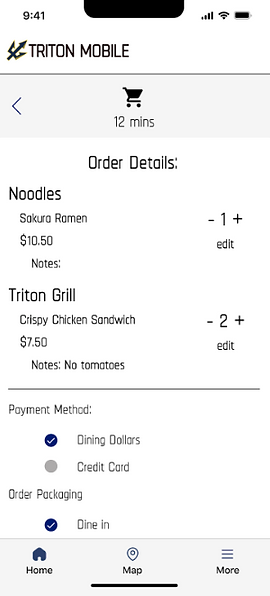 9:41
TRITON MOBILE
12 mins
Order Details:
Noodles
Sakura Ramen
- 1 +
$10.50
edit
Notes:
Triton Grill
Crispy Chicken Sandwich
- 2 +
$7.50
edit
Notes: No tomatoes
Payment Method:
Dining Dollars
Credit Card
Order Packaging
Dine in
Home Map More